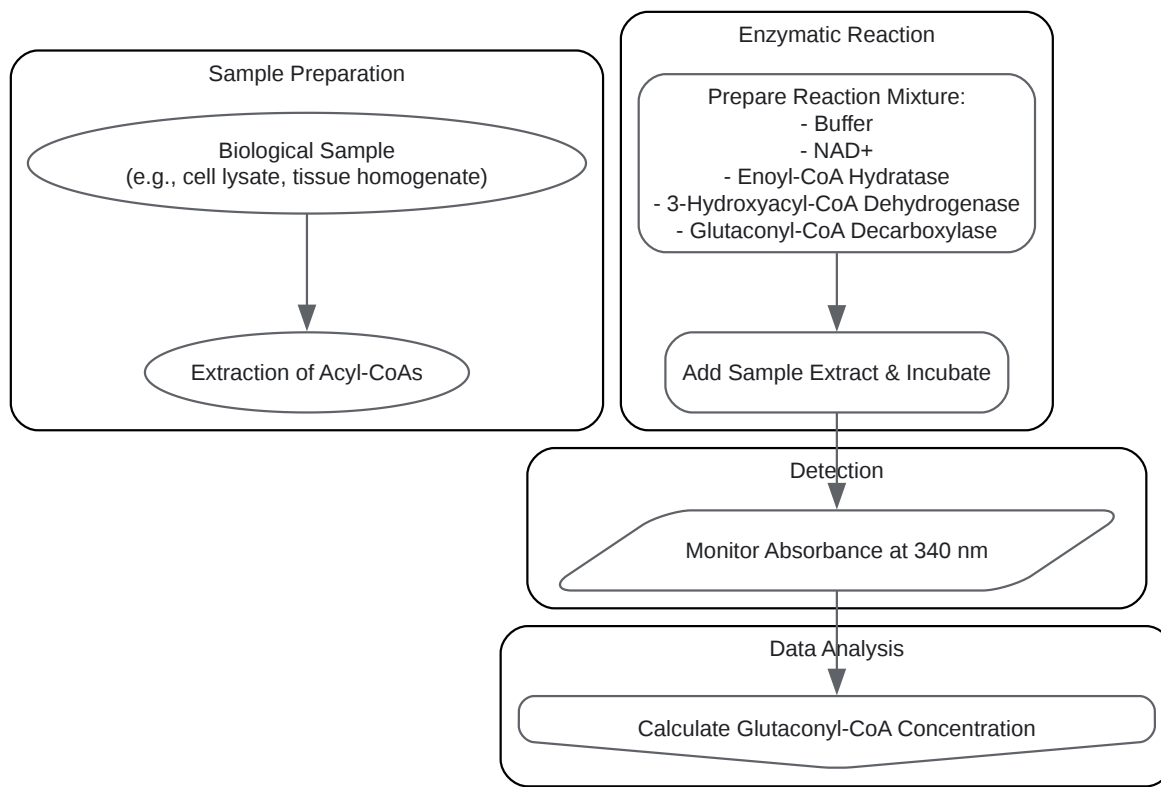 Sample Preparation
Biological Sample
(e.g., cell lysate, tissue homogenate)
Extraction of Acyl-CoAs
Enzymatic Reaction
Prepare Reaction Mixture:
- Buffer
- NAD+
- Enoyl-CoA Hydratase
- 3-Hydroxyacyl-CoA Dehydrogenase
- Glutaconyl-CoA Decarboxylase
Add Sample Extract & Incubate
Detection
Monitor Absorbance at 340 nm
Data Analysis
Calculate Glutaconyl-CoA Concentration